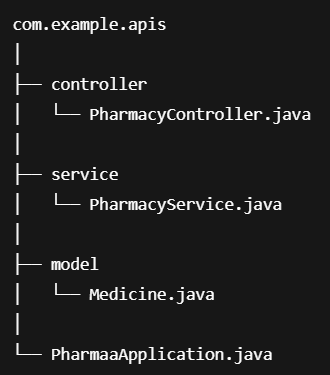 com.example.apis
│
├── controller
│   └── PharmacyController.java
│
├── service
│   └── PharmacyService.java
│
├── model
│   └── Medicine.java
│
└── PharmaaApplication.java